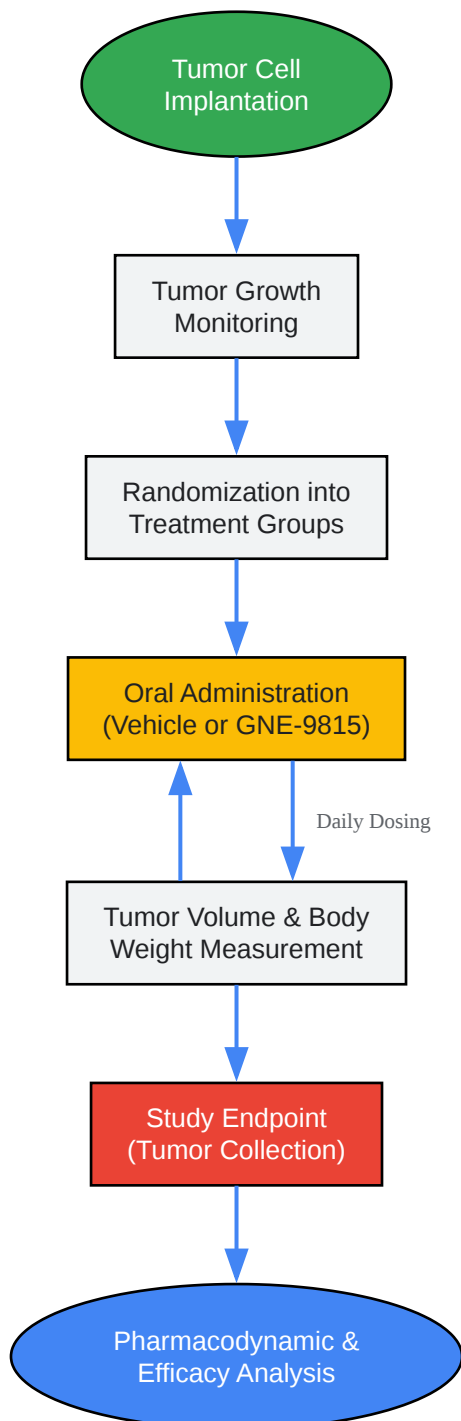 Tumor Cell
Implantation
Tumor Growth
Monitoring
Randomization into
Treatment Groups
Oral Administration
(Vehicle or GNE-9815)
Daily Dosing
Tumor Volume & Body
Weight Measurement
Study Endpoint
(Tumor Collection)
Pharmacodynamic &
Efficacy Analysis